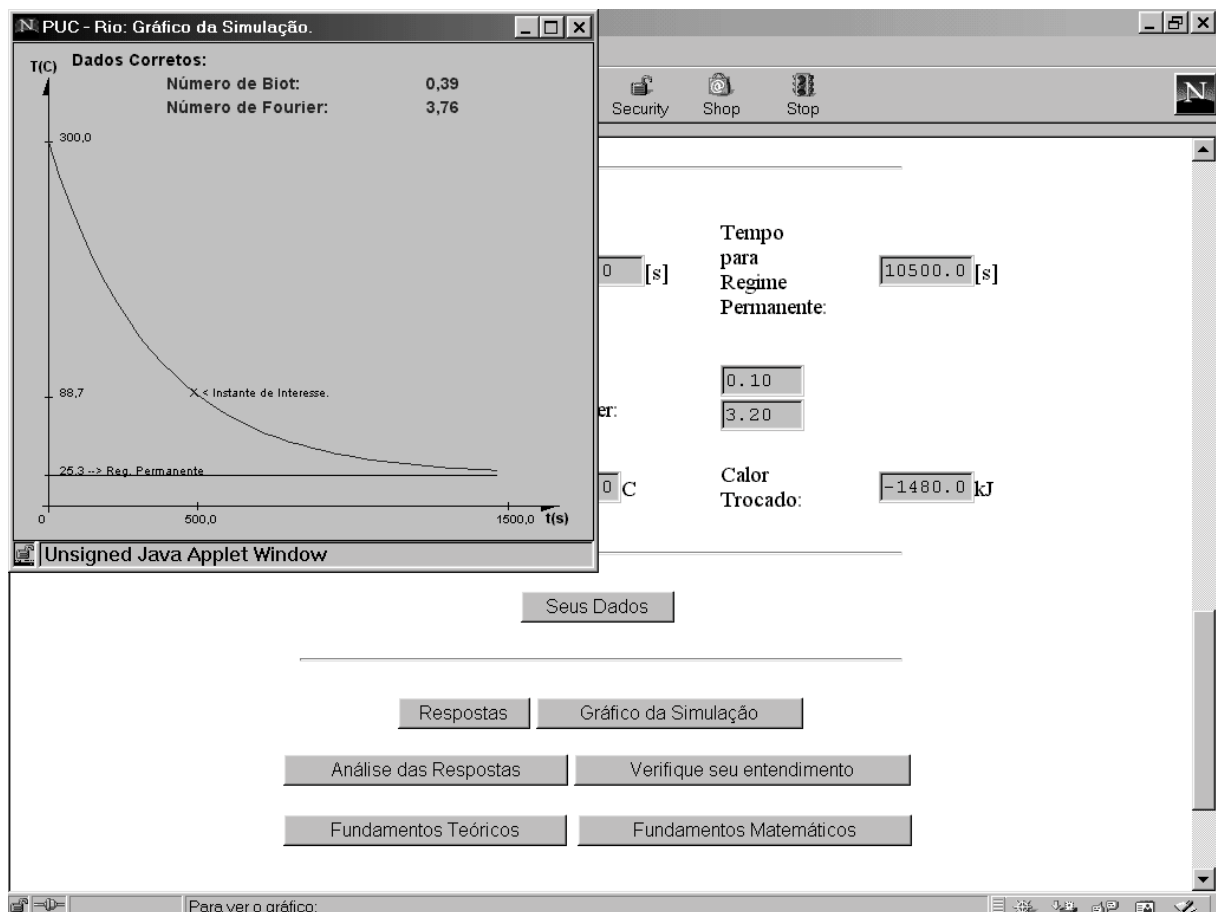 PUC - Rio: Gráfico da Simulação.
T(C)
Dados Corretos:
Número de Biot: 0,39
Número de Fourier: 3,76
300,0
88,7
< Instante de Interesse.
25,3 --> Reg. Permanente
0 500,0 1500,0 t(s)
Unsigned Java Applet Window
Security Shop Stop
N
0 [s]
Tempo
para
Regime
Permanente:
10500.0 [s]
0.10
er: 3.20
0 C
Calor
Trocado:
-1480.0 kJ
Seus Dados
Respostas Gráfico da Simulação
Análise das Respostas Verifique seu entendimento
Fundamentos Teóricos Fundamentos Matemáticos
Para ver o gráfico: